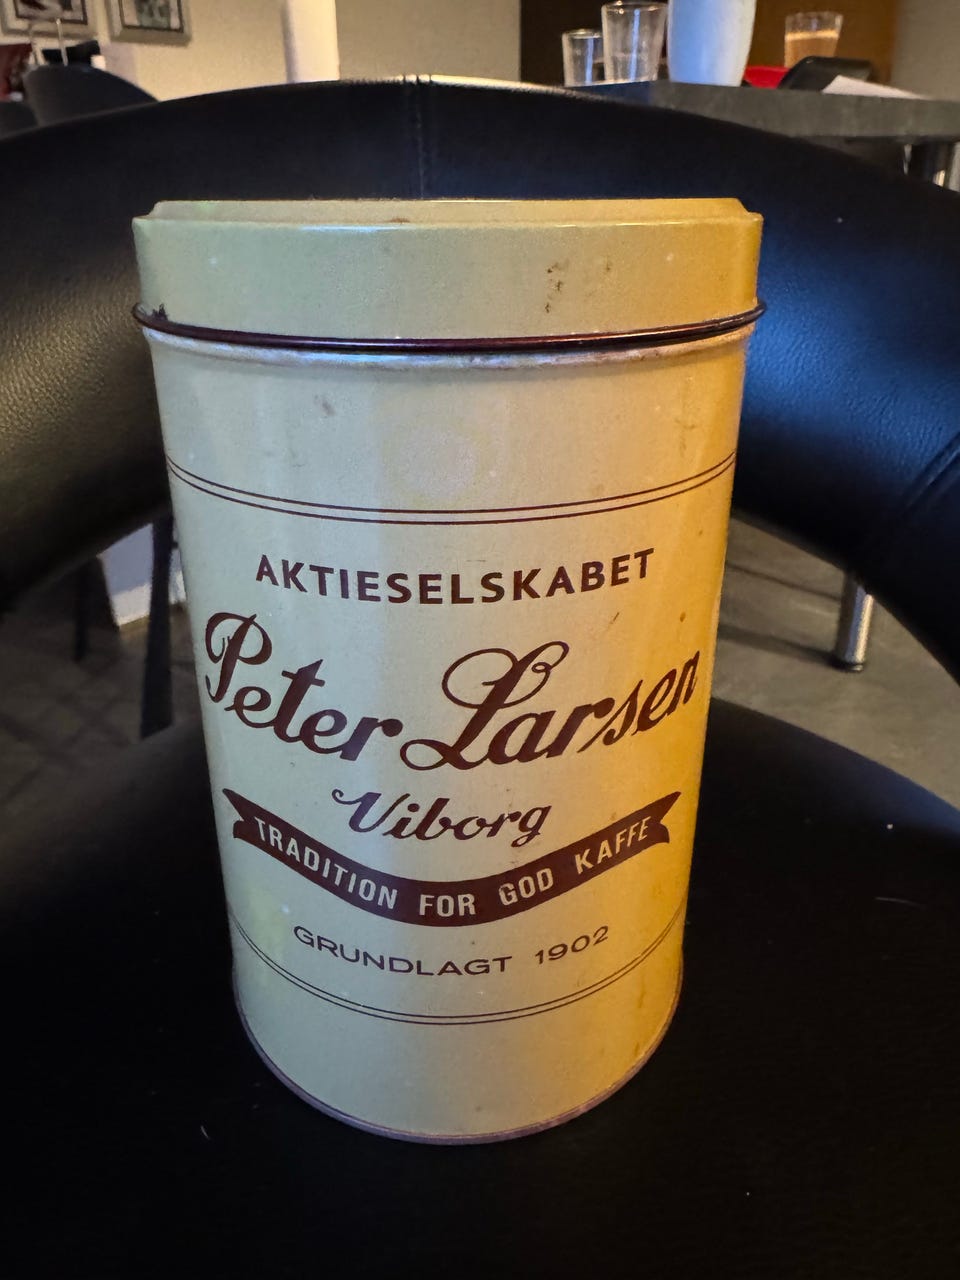 AKTIESELSKABET
Peter Larsen
Viborg
TRADITION FOR GOD KAFFE
GRUNDLAGT 1902